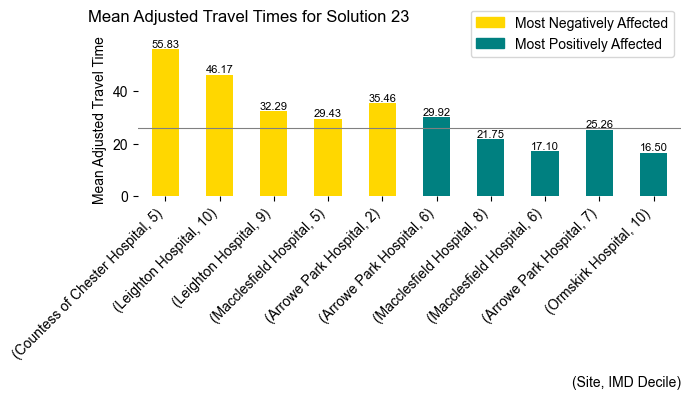 Mean Adjusted Travel Times for Solution 23
Most Negatively Affected
Most Positively Affected
Mean Adjusted Travel Time
40
20
0
55.83
46.17
32.29
29.43
35.46
29.92
21.75
17.10
25.26
16.50
(Countess of Chester Hospital, 5)
(Leighton Hospital, 10)
(Leighton Hospital, 9)
(Macclesfield Hospital, 5)
(Arrowe Park Hospital, 2)
(Arrowe Park Hospital, 6)
(Macclesfield Hospital, 8)
(Macclesfield Hospital, 6)
(Arrowe Park Hospital, 7)
(Ormskirk Hospital, 10)
(Site, IMD Decile)